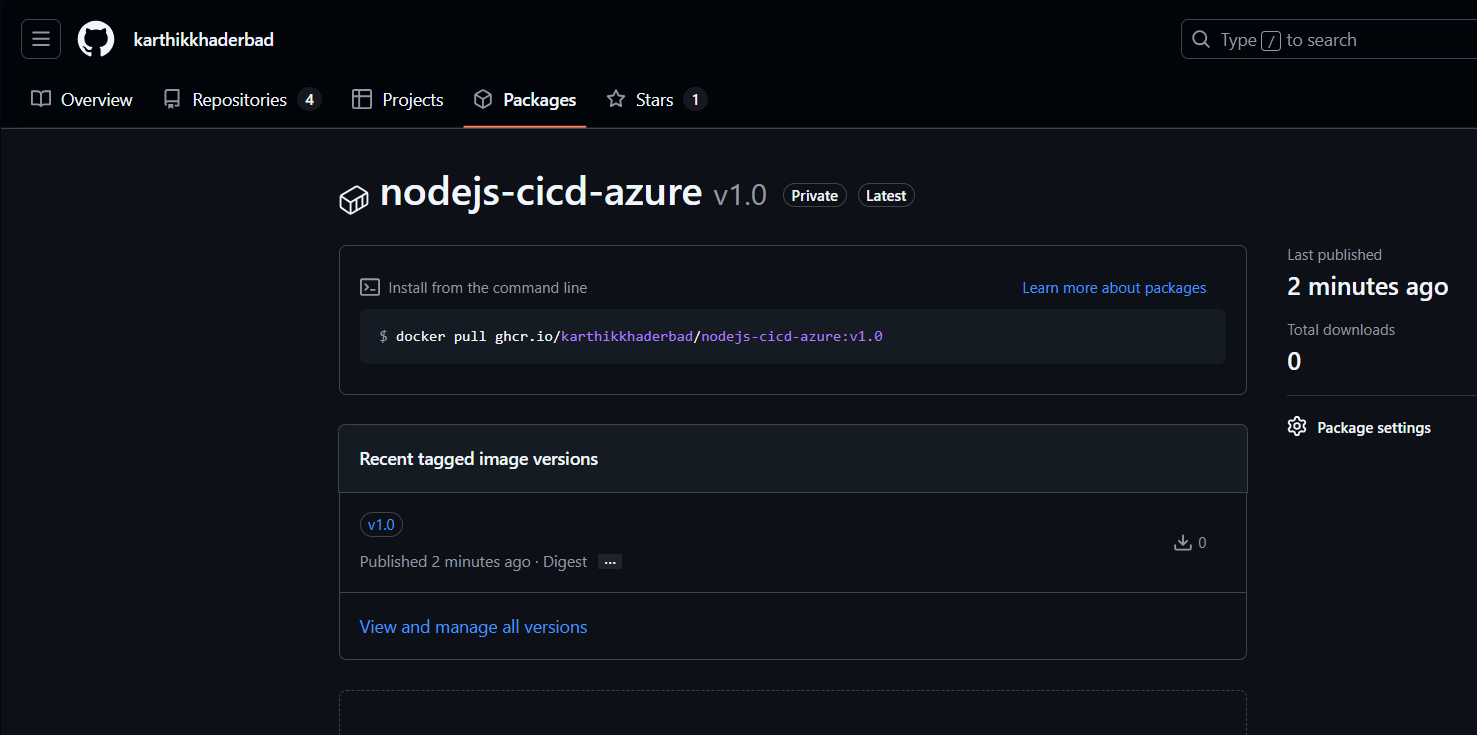 karthikkhaderbad
Type / to search
Overview Repositories 4 Projects Packages Stars 1
nodejs-cicd-azure v1.0 Private Latest
Install from the command line Learn more about packages
$ docker pull ghcr.io/karthikkhaderbad/nodejs-cicd-azure:v1.0
Recent tagged image versions
v1.0
Published 2 minutes ago · Digest ...
0
View and manage all versions
Last published
2 minutes ago
Total downloads
0
Package settings